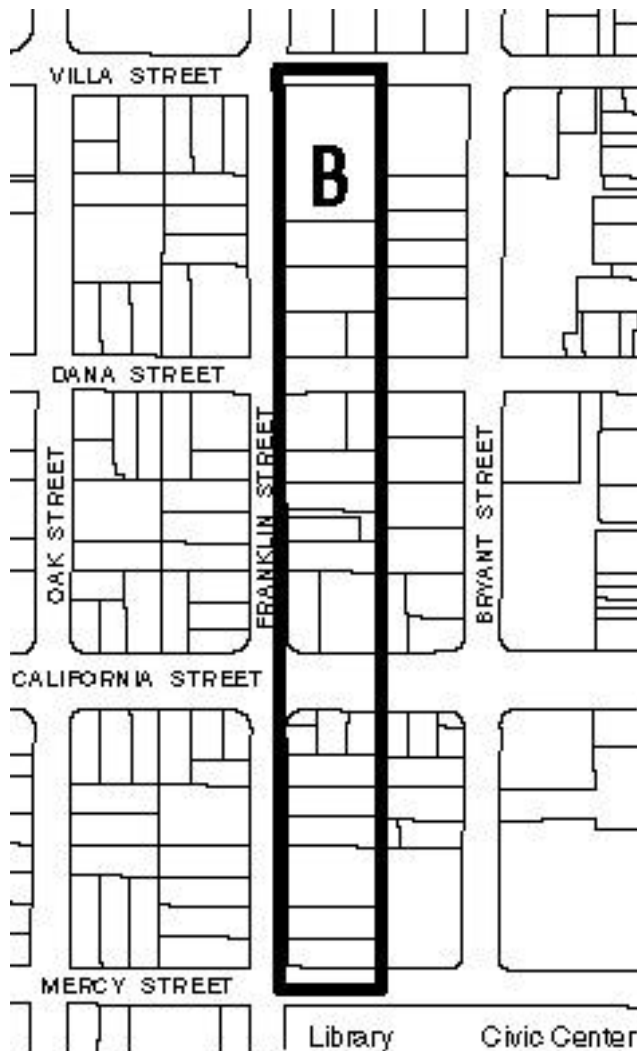 VILLA STREET
B
DANA STREET
OAK STREET
FRANKLIN STREET
BRYANT STREET
CALIFORNIA STREET
MERCY STREET
Library
Civic Center